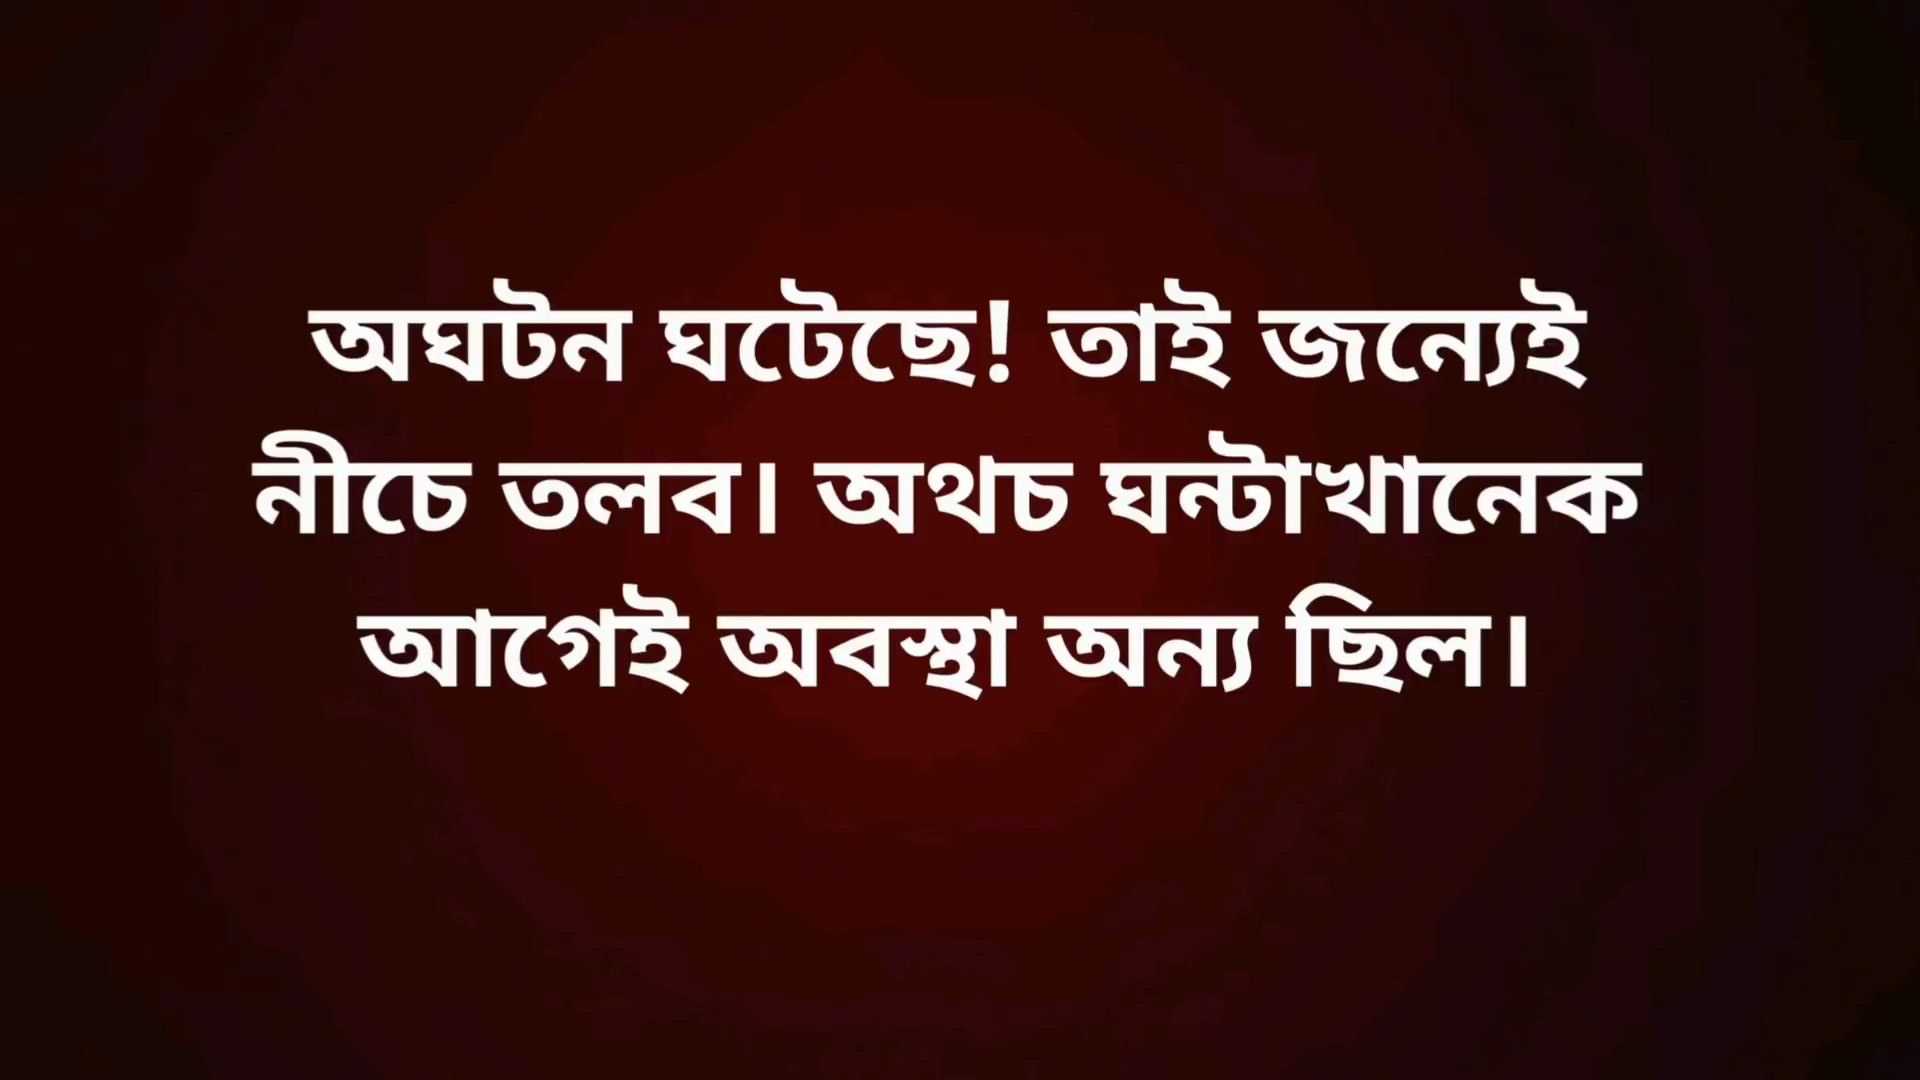 অঘটন ঘটেছে! তাই জন্যেই
নীচে তলব। অথচ ঘন্টাখানেক
আগেই অবস্থা অন্য ছিল।